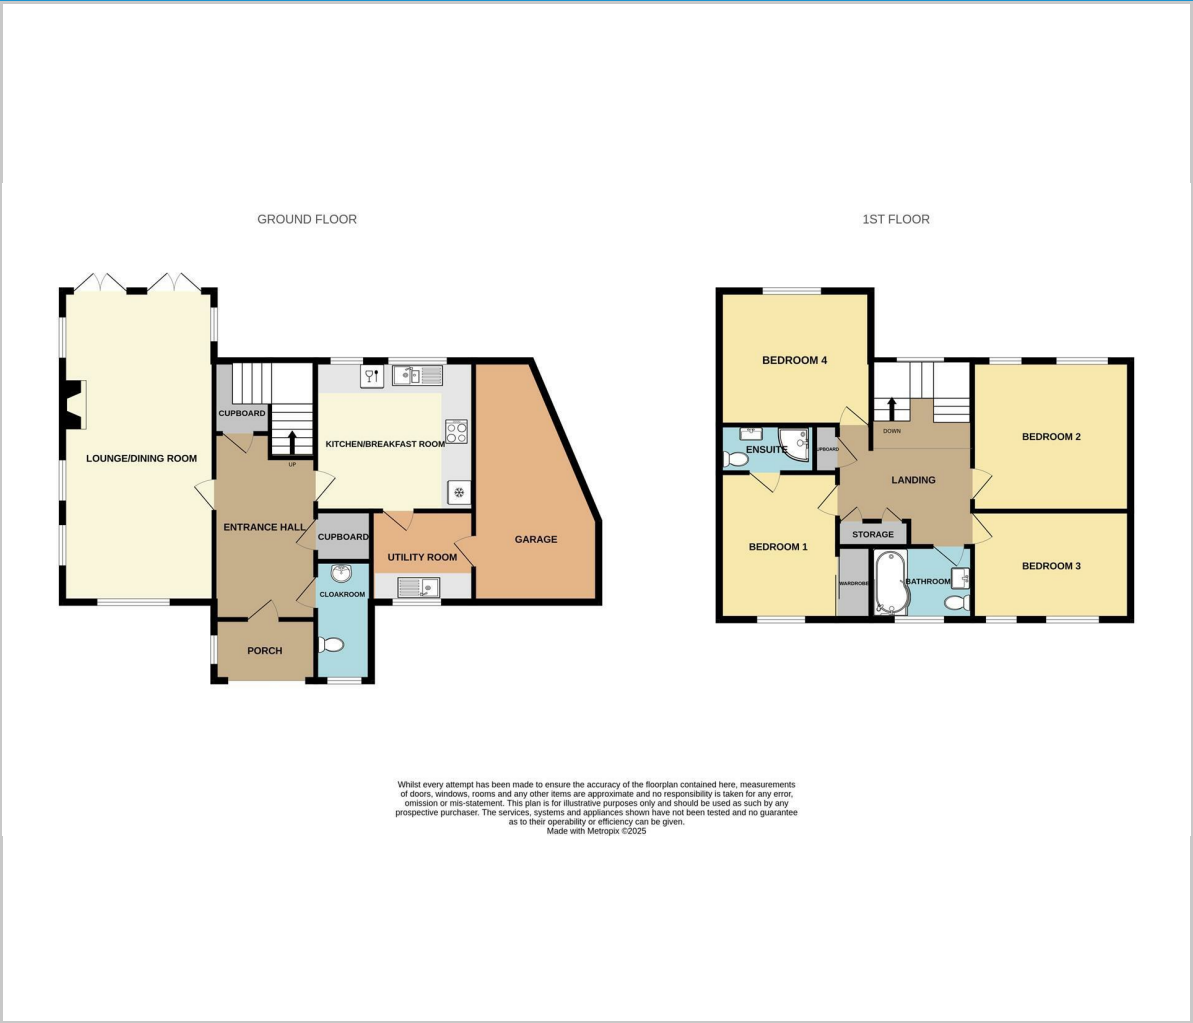 GROUND FLOOR
1ST FLOOR
LOUNGE/DINING ROOM
CUPBOARD
UP
KITCHEN/BREAKFAST ROOM
ENTRANCE HALL
CUPBOARD
UTILITY ROOM
GARAGE
CLOAKROOM
PORCH
BEDROOM 4
DOWN
BEDROOM 2
ENSUITE
LANDING
STORAGE
BEDROOM 1
BEDROOM 3
WARDROBE
BATHROOM
Whilst every attempt has been made to ensure the accuracy of the floorplan contained here, measurements
of doors, windows, rooms and any other items are approximate and no responsibility is taken for any error,
omission or mis-statement. This plan is for illustrative purposes only and should be used as such by any
prospective purchaser. The services, systems and appliances shown have not been tested and no guarantee
as to their operability or efficiency can be given.
Made with Metropix ©2025